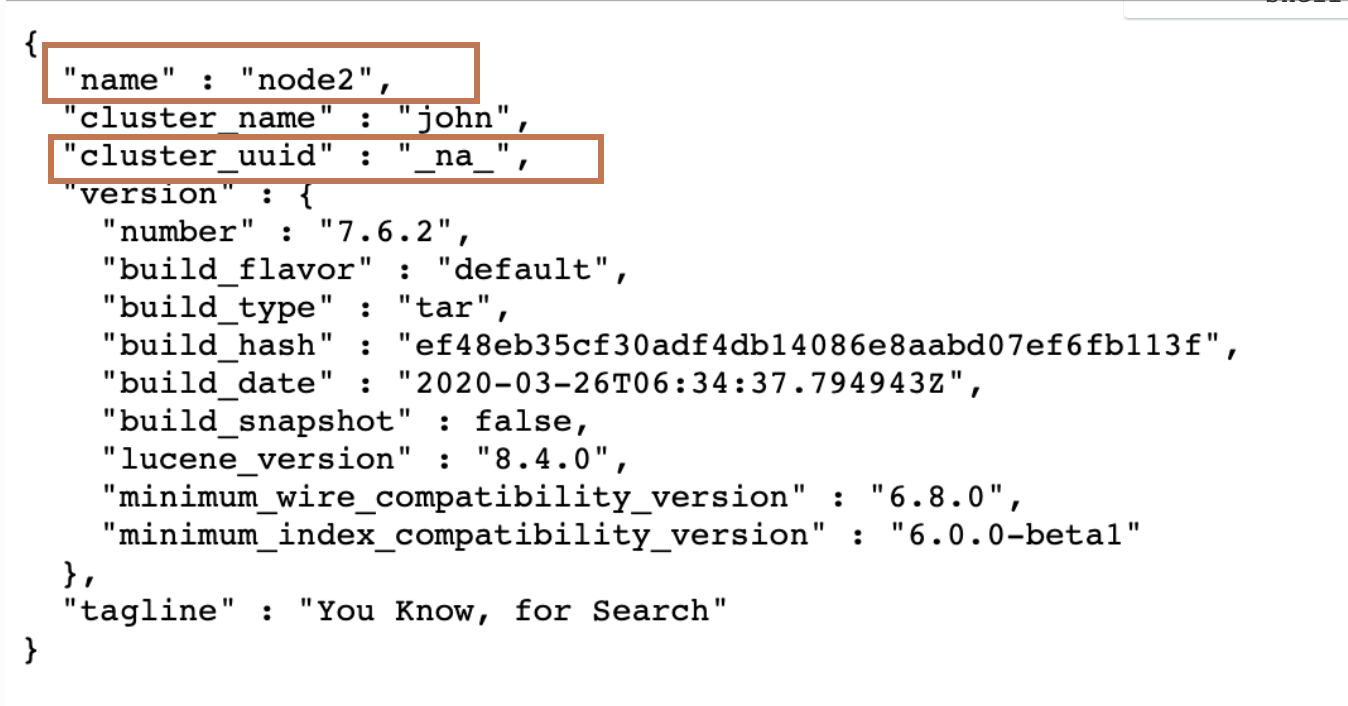 {
"name" : "node2",
"cluster_name" : "john",
"cluster_uuid" : "_na_",
"version" : {
"number" : "7.6.2",
"build_flavor" : "default",
"build_type" : "tar",
"build_hash" : "ef48eb35cf30adf4db14086e8aabd07ef6fb113f",
"build_date" : "2020-03-26T06:34:37.794943Z",
"build_snapshot" : false,
"lucene_version" : "8.4.0",
"minimum_wire_compatibility_version" : "6.8.0",
"minimum_index_compatibility_version" : "6.0.0-beta1"
},
"tagline" : "You Know, for Search"
}